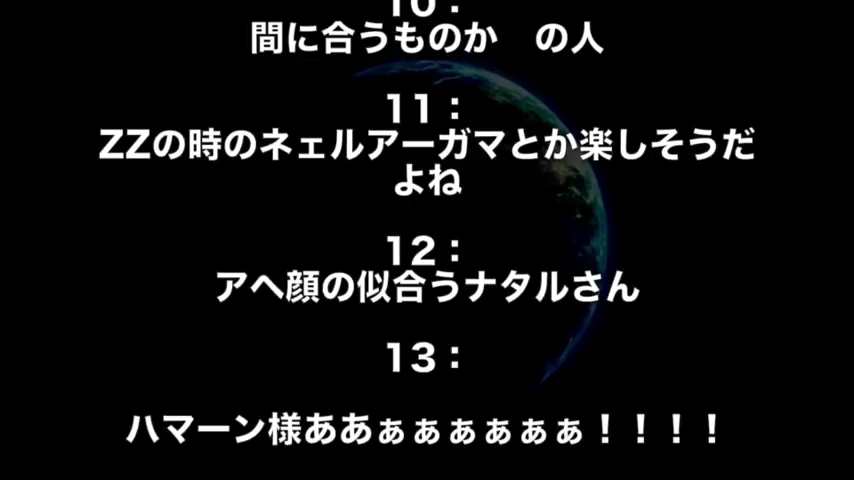 10：
間に合うものか　の人
11：
ZZの時のネェルアーガマとか楽しそうだ
よね
12：
アヘ顔の似合うナタルさん
13：
ハマーン様ああぁぁぁぁぁぁ！！！！